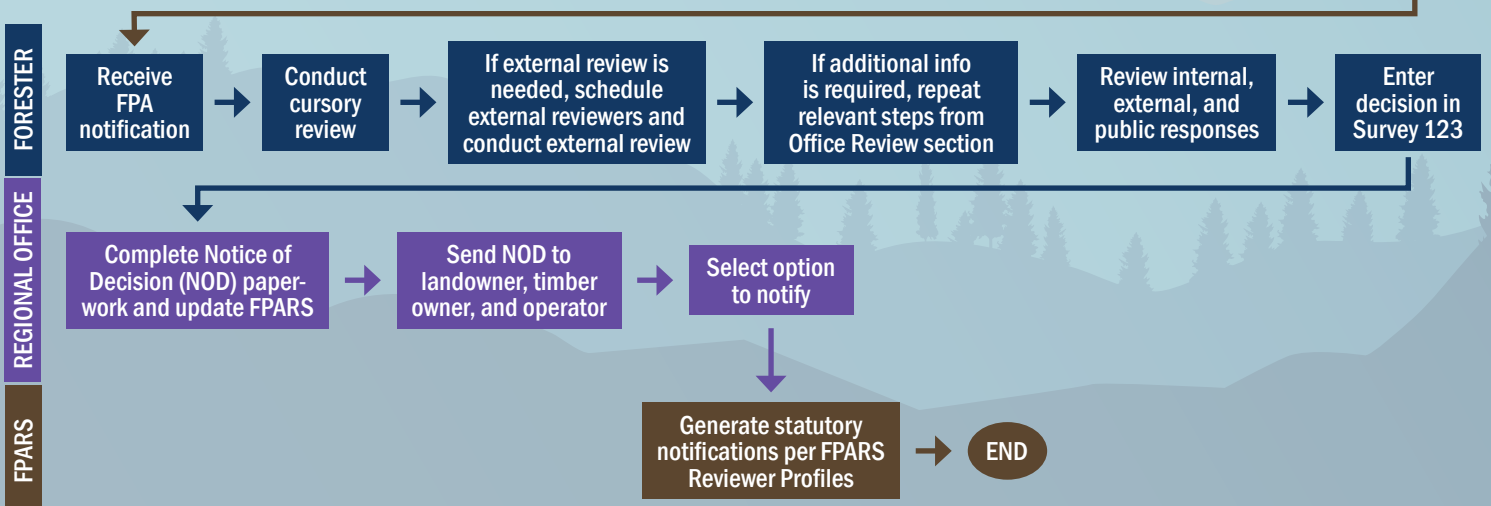 FORESTER
Receive
FPA
notification
Conduct
cursory
review
If external review is
needed, schedule
external reviewers and
conduct external review
If additional info
is required, repeat
relevant steps from
Office Review section
Review internal,
external, and
public responses
Enter
decision in
Survey 123
REGIONAL OFFICE
Complete Notice of
Decision (NOD) paper-
work and update FPARS
Send NOD to
landowner, timber
owner, and operator
Select option
to notify
FPARS
Generate statutory
notifications per FPARS
Reviewer Profiles
END